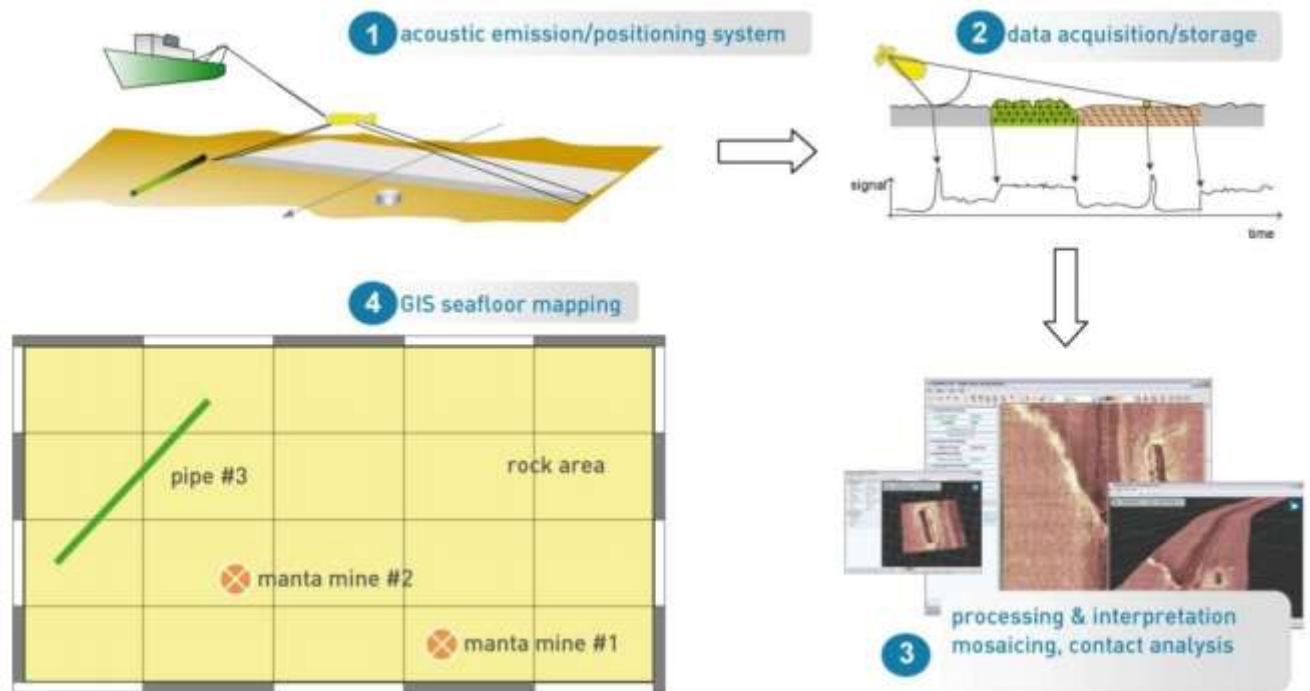 1 acoustic emission/positioning system
2 data acquisition/storage
signal
time
4 GIS seafloor mapping
pipe #3
rock area
manta mine #2
manta mine #1
3 processing & interpretation
mosaicing, contact analysis